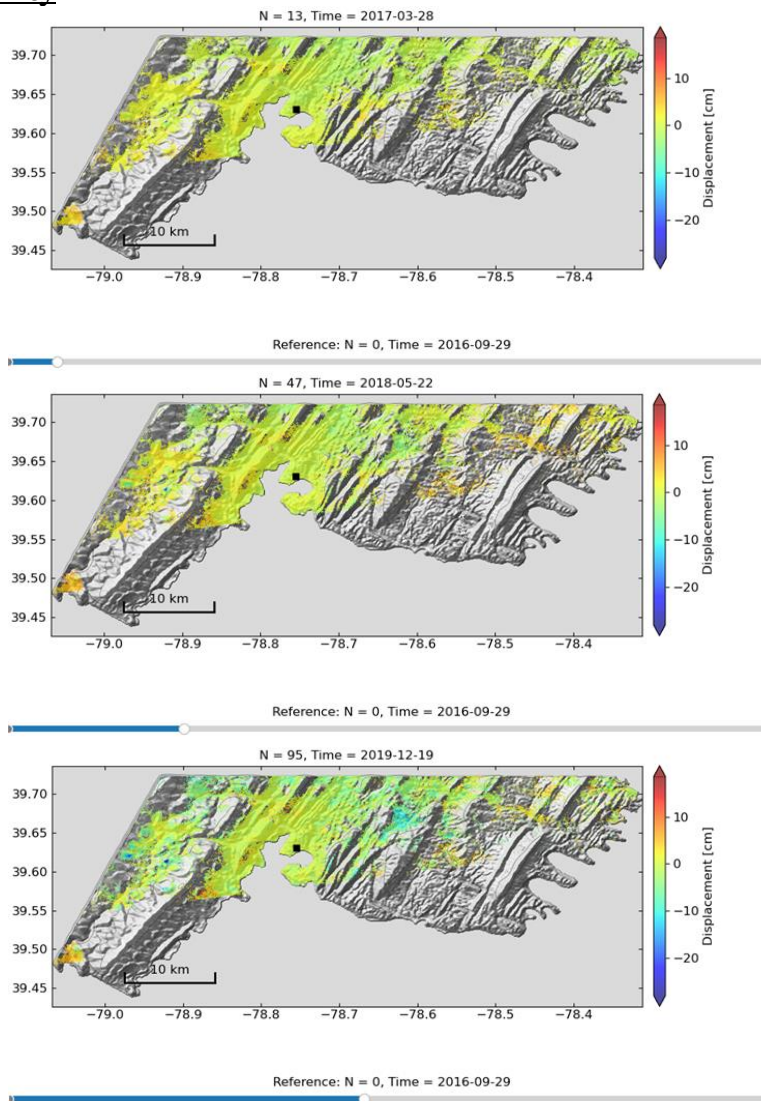 N = 13, Time = 2017-03-28
39.70
39.65
39.60
39.55
39.50
39.45
10 km
−79.0 −78.9 −78.8 −78.7 −78.6 −78.5 −78.4
10
0
−10
−20
Displacement [cm]
Reference: N = 0, Time = 2016-09-29
N = 47, Time = 2018-05-22
39.70
39.65
39.60
39.55
39.50
39.45
10 km
−79.0 −78.9 −78.8 −78.7 −78.6 −78.5 −78.4
10
0
−10
−20
Displacement [cm]
Reference: N = 0, Time = 2016-09-29
N = 95, Time = 2019-12-19
39.70
39.65
39.60
39.55
39.50
39.45
10 km
−79.0 −78.9 −78.8 −78.7 −78.6 −78.5 −78.4
10
0
−10
−20
Displacement [cm]
Reference: N = 0, Time = 2016-09-29